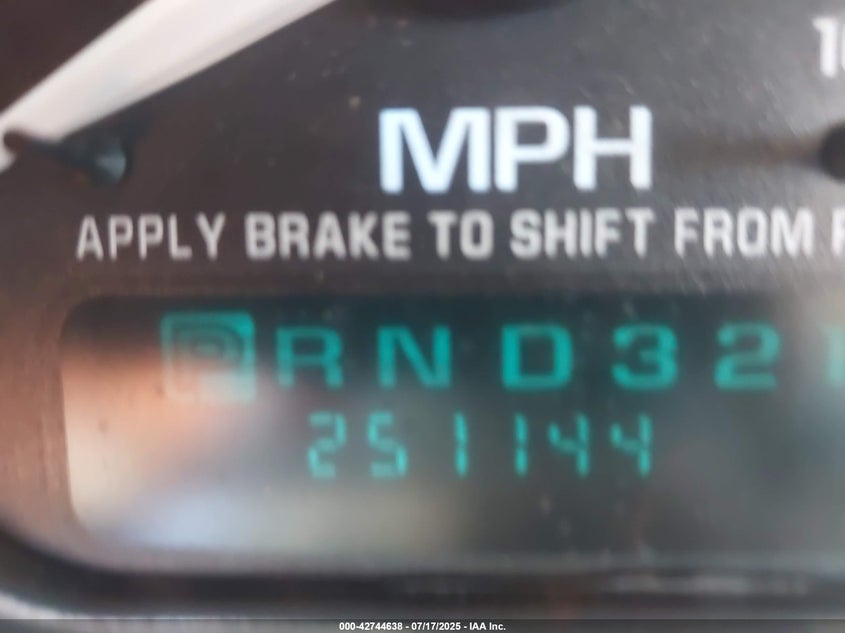 MPH
APPLY BRAKE TO SHIFT FROM
P R N D 3 2
251144
000-42744638 - 07/17/2025 - IAA Inc.